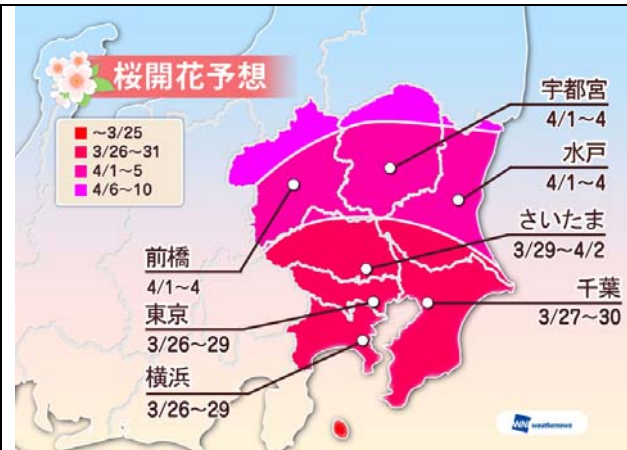 桜開花予想
～3/25
3/26～31
4/1～5
4/6～10
宇都宮
4/1～4
水戸
4/1～4
さいたま
3/29～4/2
千葉
3/27～30
前橋
4/1～4
東京
3/26～29
横浜
3/26～29
WNI weathernews